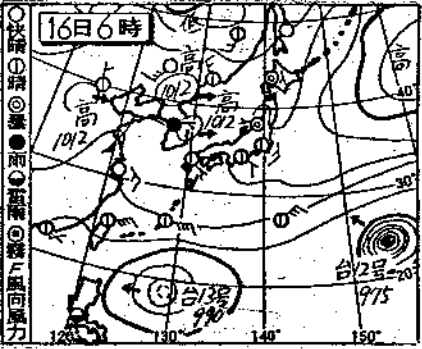 16日6時
○快晴
⦶晴
◎曇
●雨
雷雨
霧
F風向風力
低
高
高
1012
1012
高
1012
40°
30°
台12号
20°
975
台13号
990
120°
130°
140°
150°